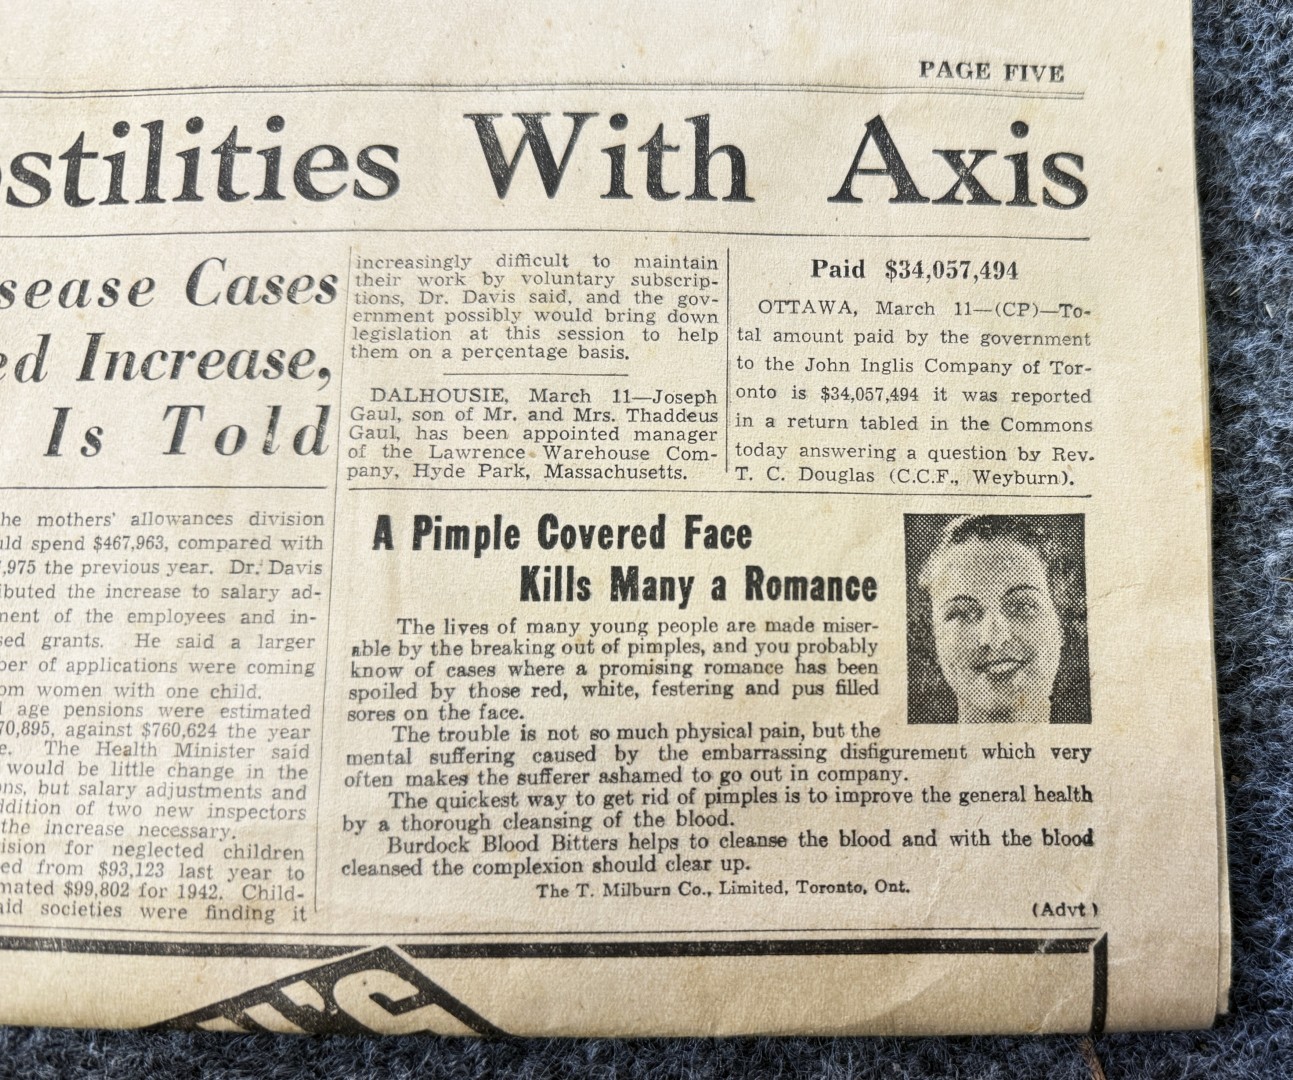 PAGE FIVE
ostilities With Axis
sease Cases
ed Increase,
Is Told
he mothers' allowances division
uld spend $467,963, compared with
,975 the previous year. Dr. Davis
ibuted the increase to salary ad-
ment of the employees and in-
sed grants. He said a larger
ber of applications were coming
om women with one child.
age pensions were estimated
70,895, against $760,624 the year
e. The Health Minister said
would be little change in the
ons, but salary adjustments and
ddition of two new inspectors
the increase necessary.
ision for neglected children
ed from $93,123 last year to
mated $99,802 for 1942. Child-
aid societies were finding it
increasingly difficult to maintain
their work by voluntary subscrip-
tions, Dr. Davis said, and the gov-
ernment possibly would bring down
legislation at this session to help
them on a percentage basis.
DALHOUSIE, March 11—Joseph
Gaul, son of Mr. and Mrs. Thaddeus
Gaul, has been appointed manager
of the Lawrence Warehouse Com-
pany, Hyde Park, Massachusetts.
Paid $34,057,494
OTTAWA, March 11—(CP)—To-
tal amount paid by the government
to the John Inglis Company of Tor-
onto is $34,057,494 it was reported
in a return tabled in the Commons
today answering a question by Rev.
T. C. Douglas (C.C.F., Weyburn).
A Pimple Covered Face
Kills Many a Romance
The lives of many young people are made miser-
able by the breaking out of pimples, and you probably
know of cases where a promising romance has been
spoiled by those red, white, festering and pus filled
sores on the face.
The trouble is not so much physical pain, but the
mental suffering caused by the embarrassing disfigurement which very
often makes the sufferer ashamed to go out in company.
The quickest way to get rid of pimples is to improve the general health
by a thorough cleansing of the blood.
Burdock Blood Bitters helps to cleanse the blood and with the blood
cleansed the complexion should clear up.
The T. Milburn Co., Limited, Toronto, Ont.
(Advt)